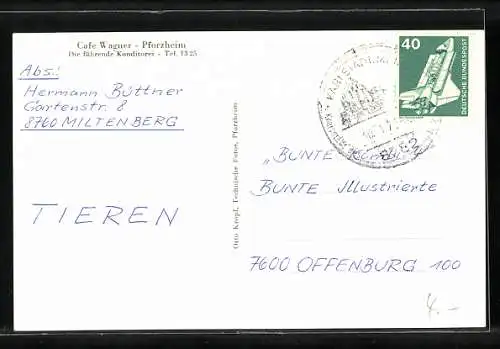 Cafe Wagner - Pforzheim
Die führende Konditorei - Tel. 13 25
Abs.:
Hermann Büttner
Gartenstr. 8
8760 MILTENBERG
TIEREN
Otto Kropf, Technische Fotos, Pforzheim
40
DEUTSCHE BUNDESPOST
„BUNTE
BUNTE Illustrierte
7600 OFFENBURG 100
4.-